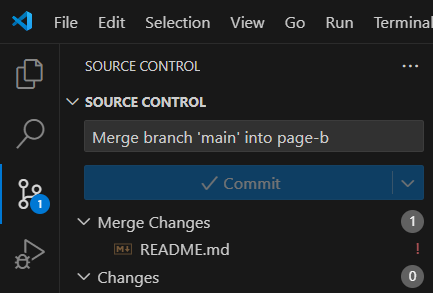 File Edit Selection View Go Run Terminal
SOURCE CONTROL
SOURCE CONTROL
Merge branch 'main' into page-b
Commit
Merge Changes 1
README.md !
Changes 0
1